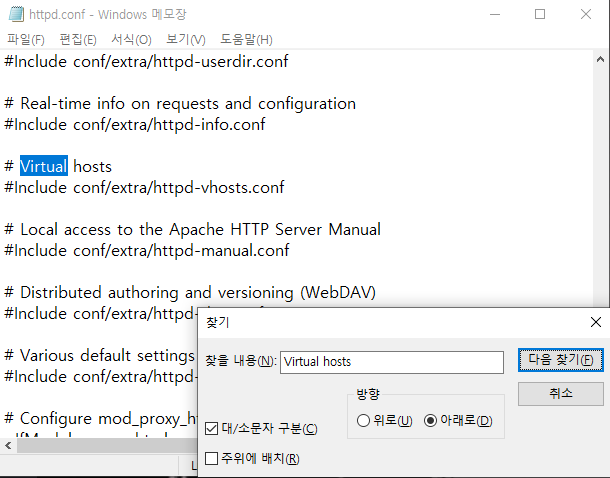 httpd.conf - Windows 메모장
파일(F) 편집(E) 서식(O) 보기(V) 도움말(H)
#Include conf/extra/httpd-userdir.conf
# Real-time info on requests and configuration
#Include conf/extra/httpd-info.conf
# Virtual hosts
#Include conf/extra/httpd-vhosts.conf
# Local access to the Apache HTTP Server Manual
#Include conf/extra/httpd-manual.conf
# Distributed authoring and versioning (WebDAV)
#Include conf/extra/httpd-
# Various default settings
#Include conf/extra/httpd-
# Configure mod_proxy_h
찾기
찾을 내용(N): Virtual hosts
다음 찾기(F)
취소
방향
위로(U) 아래로(D)
대/소문자 구분(C)
주위에 배치(R)